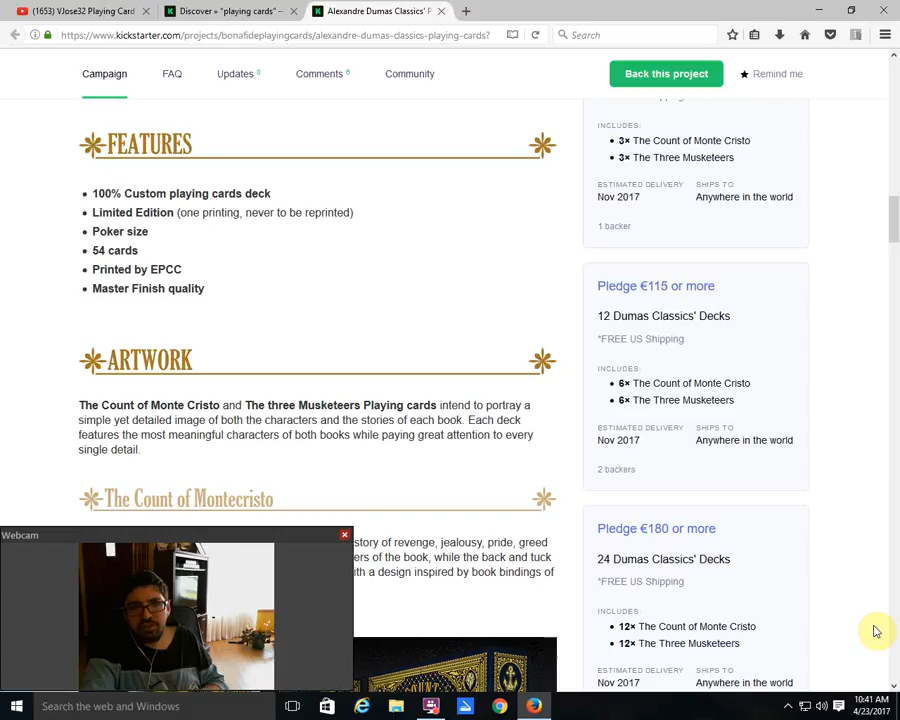 (1653) VJose32 Playing Card
Discover » "playing cards" —
Alexandre Dumas Classics' P
https://www.kickstarter.com/projects/bonafideplayingcards/alexandre-dumas-classics-playing-cards?
Search
Campaign
FAQ
Updates 0
Comments 6
Community
Back this project
Remind me
FEATURES
100% Custom playing cards deck
Limited Edition (one printing, never to be reprinted)
Poker size
54 cards
Printed by EPCC
Master Finish quality
ARTWORK
The Count of Monte Cristo and The three Musketeers Playing cards intend to portray a
simple yet detailed image of both the characters and the stories of each book. Each deck
features the most meaningful characters of both books while paying great attention to every
single detail.
The Count of Montecristo
story of revenge, jealousy, pride, greed
ers of the book, while the back and tuck
ith a design inspired by book bindings of
INCLUDES:
3× The Count of Monte Cristo
3× The Three Musketeers
ESTIMATED DELIVERY
SHIPS TO
Nov 2017
Anywhere in the world
1 backer
Pledge €115 or more
12 Dumas Classics' Decks
*FREE US Shipping
INCLUDES:
6× The Count of Monte Cristo
6× The Three Musketeers
ESTIMATED DELIVERY
SHIPS TO
Nov 2017
Anywhere in the world
2 backers
Pledge €180 or more
24 Dumas Classics' Decks
*FREE US Shipping
INCLUDES:
12× The Count of Monte Cristo
12× The Three Musketeers
ESTIMATED DELIVERY
SHIPS TO
Nov 2017
Anywhere in the world
Webcam
Search the web and Windows
10:41 AM
4/23/2017